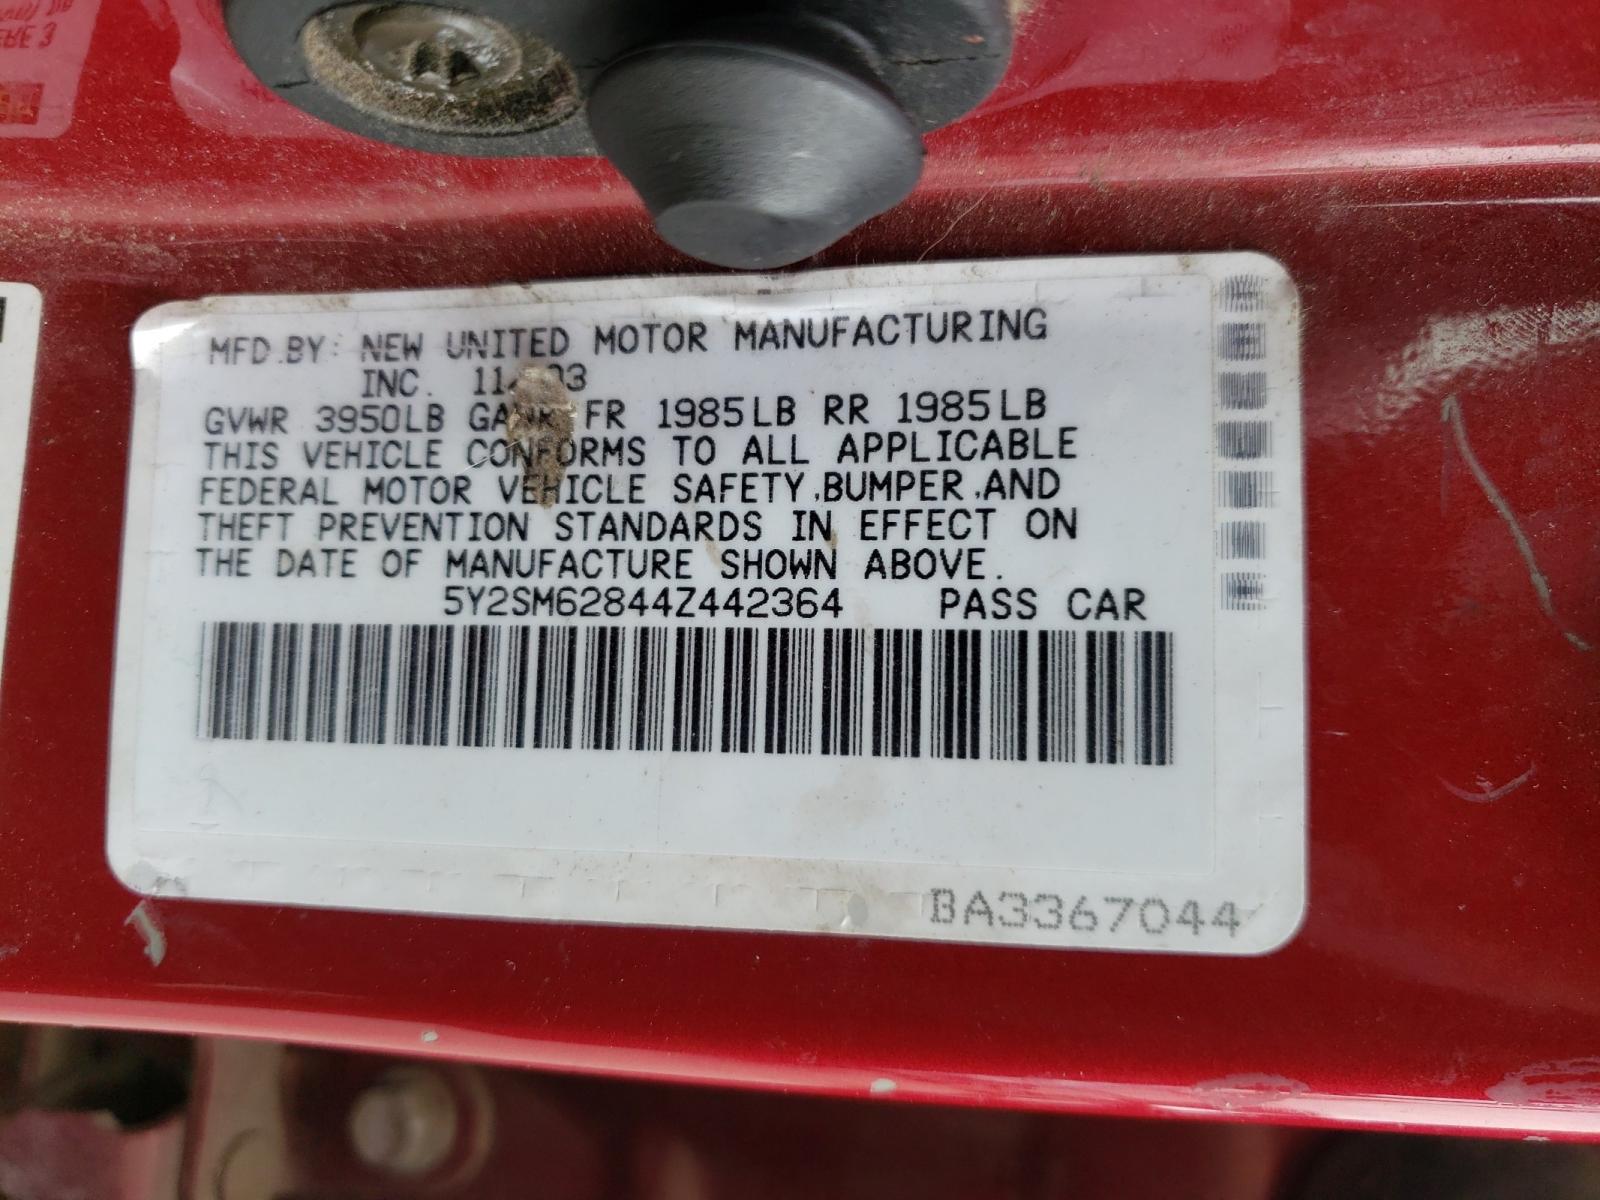 MFD.BY: NEW UNITED MOTOR MANUFACTURING
INC.
GVWR 3950LB GAWR FR 1985LB RR 1985LB
THIS VEHICLE CONFORMS TO ALL APPLICABLE
FEDERAL MOTOR VEHICLE SAFETY,BUMPER,AND
THEFT PREVENTION STANDARDS IN EFFECT ON
THE DATE OF MANUFACTURE SHOWN ABOVE.
5Y2SM62844Z442364 PASS CAR
BA3367044